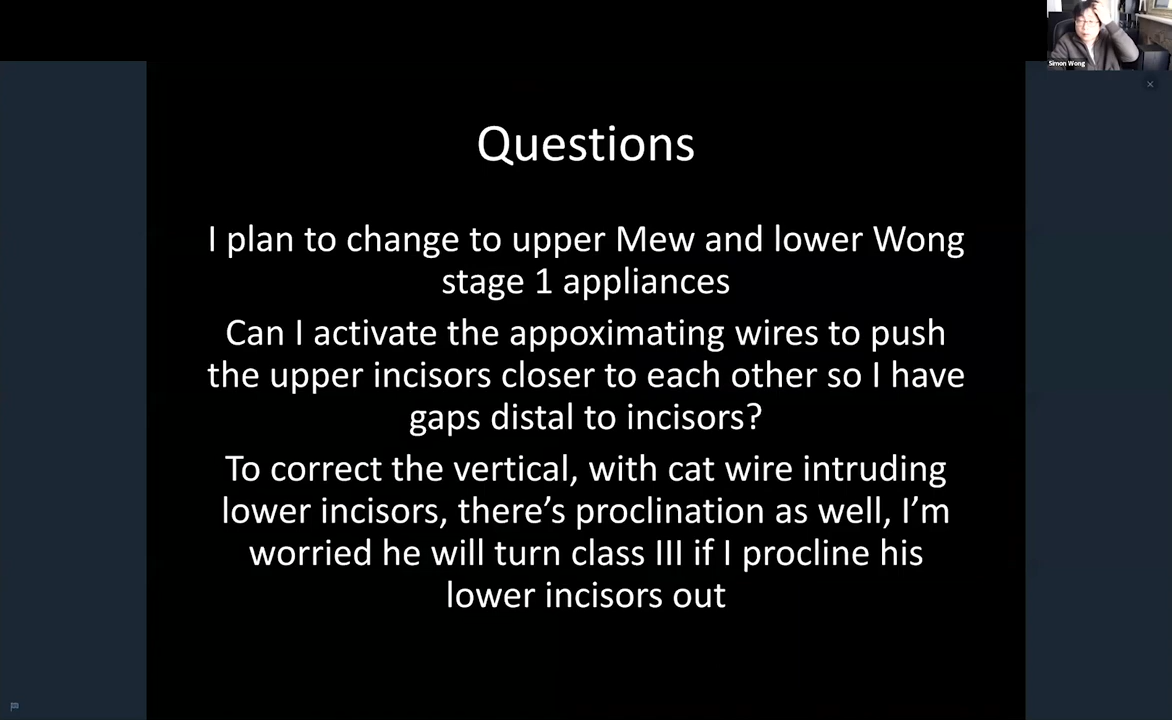 Simon Wong
Questions
I plan to change to upper Mew and lower Wong
stage 1 appliances
Can I activate the appoximating wires to push
the upper incisors closer to each other so I have
gaps distal to incisors?
To correct the vertical, with cat wire intruding
lower incisors, there’s proclination as well, I’m
worried he will turn class III if I procline his
lower incisors out